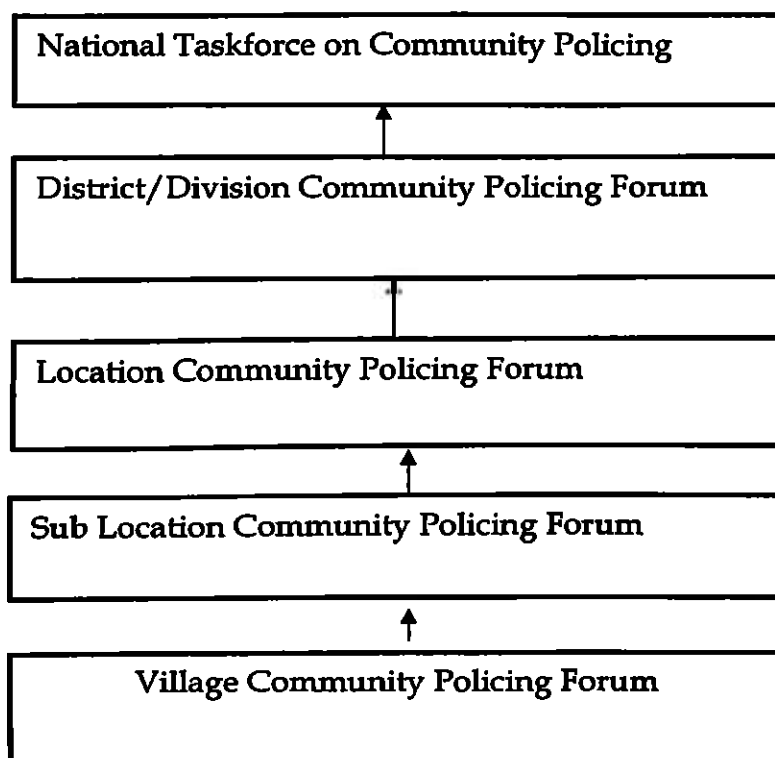 National Taskforce on Community Policing
District/Division Community Policing Forum
Location Community Policing Forum
Sub Location Community Policing Forum
Village Community Policing Forum